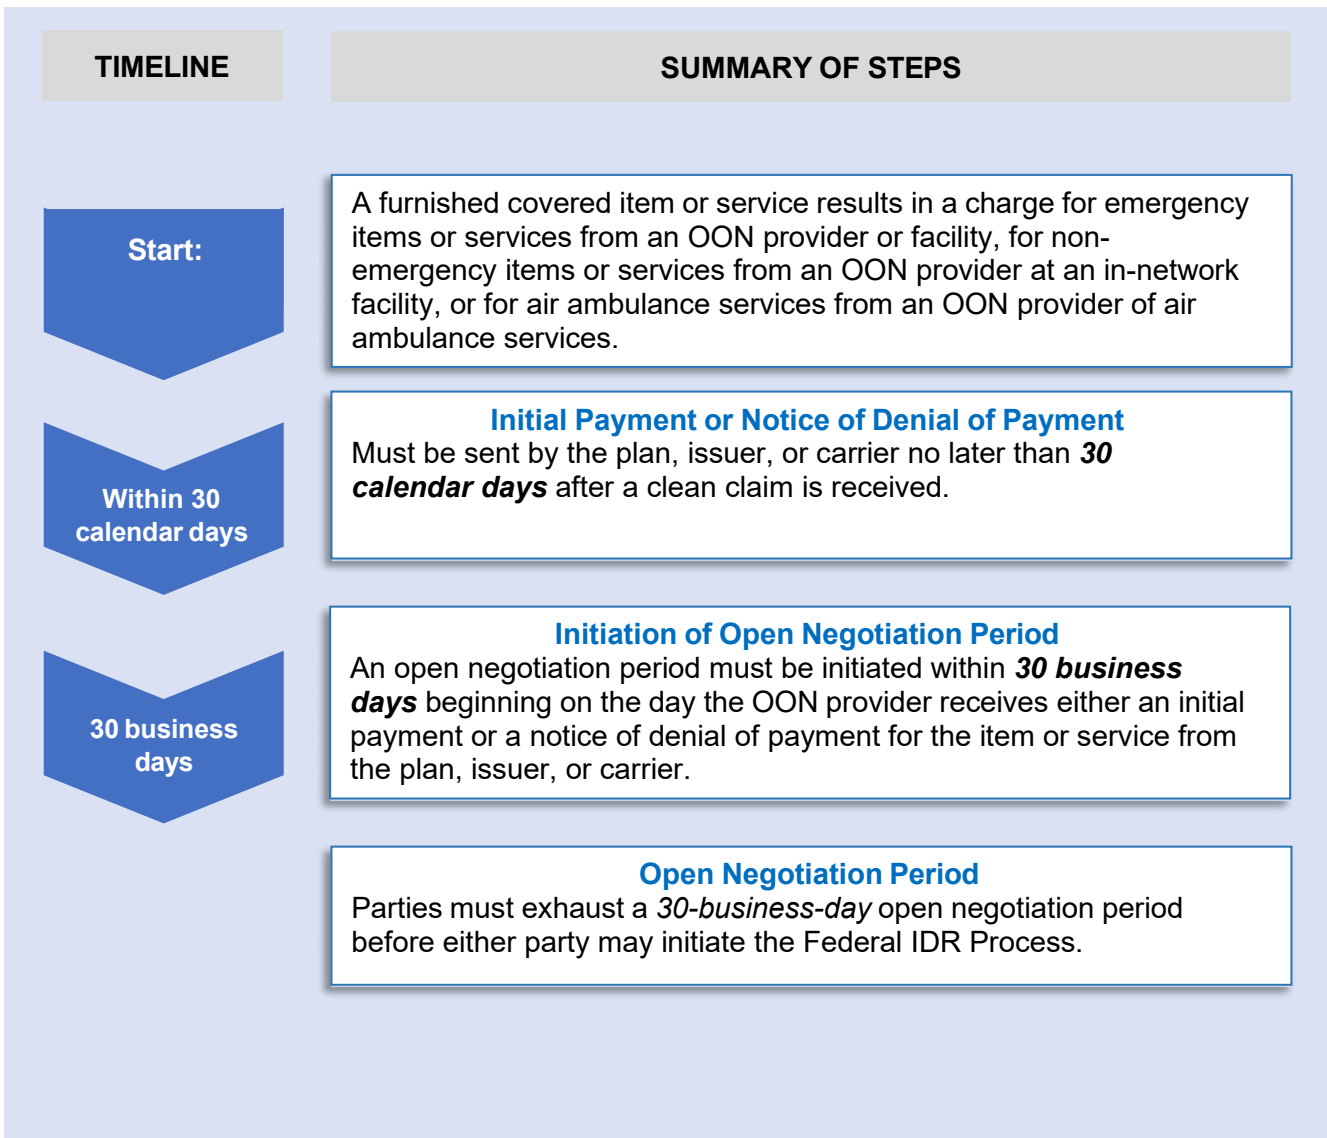 TIMELINE
SUMMARY OF STEPS
Start:
A furnished covered item or service results in a charge for emergency
items or services from an OON provider or facility, for non-
emergency items or services from an OON provider at an in-network
facility, or for air ambulance services from an OON provider of air
ambulance services.
Within 30
calendar days
Initial Payment or Notice of Denial of Payment
Must be sent by the plan, issuer, or carrier no later than 30
calendar days after a clean claim is received.
30 business
days
Initiation of Open Negotiation Period
An open negotiation period must be initiated within 30 business
days beginning on the day the OON provider receives either an initial
payment or a notice of denial of payment for the item or service from
the plan, issuer, or carrier.
Open Negotiation Period
Parties must exhaust a 30-business-day open negotiation period
before either party may initiate the Federal IDR Process.